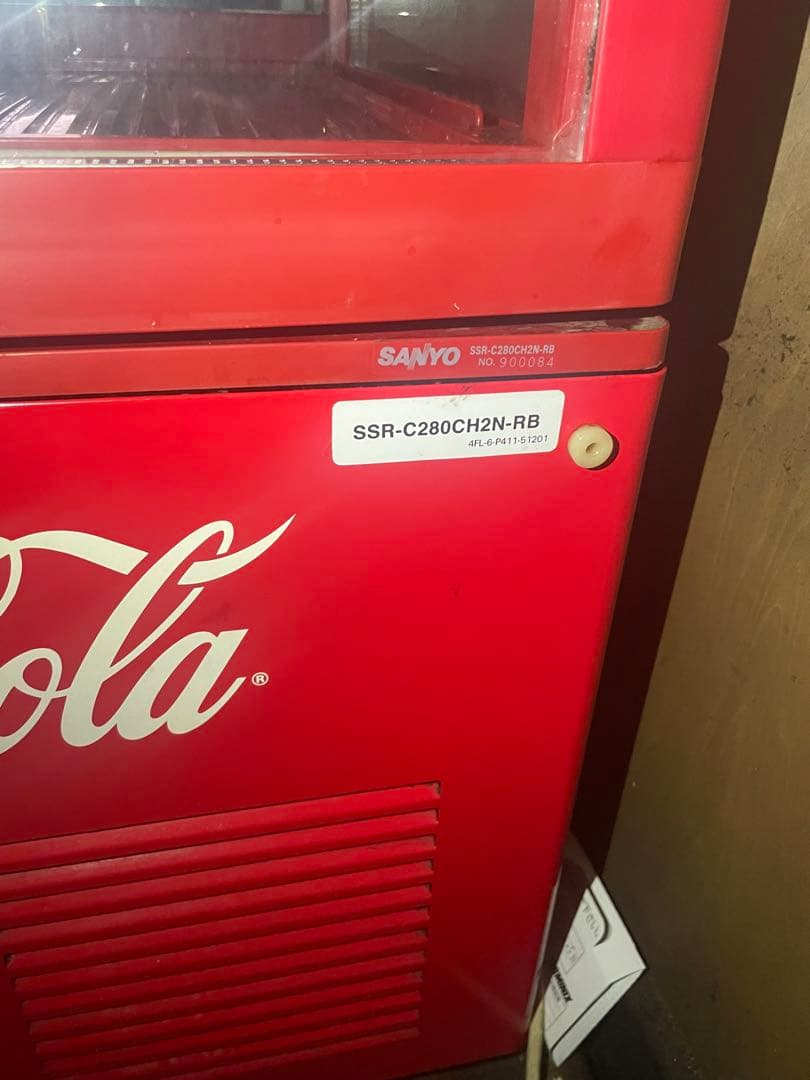 SANYO SSR-C280CH2N-RB
NO. 900084
SSR-C280CH2N-RB
4FL-6-P411-51201
ola®